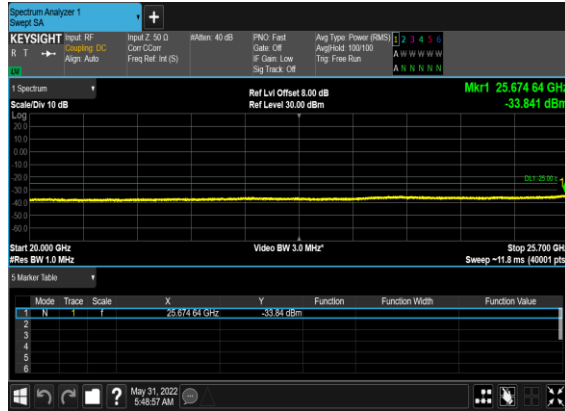 Spectrum Analyzer 1
Swept SA
KEYSIGHT Input: RF Input Z: 50 Ω #Atten: 40 dB PNO: Fast Avg Type: Power (RMS) 1 2 3 4 5 6
R T Coupling: DC Corr CCorr Gate: Off Avg|Hold: 100/100 A W W W W W
Align: Auto Freq Ref: Int (S) IF Gain: Low Trig: Free Run
Sig Track: Off A N N N N N
1 Spectrum Ref Lvl Offset 8.00 dB Mkr1 25.674 64 GHz
Scale/Div 10 dB Ref Level 30.00 dBm -33.841 dBm
Log
20.0
10.0
0.00
-10.0
-20.0
-30.0
-40.0
-50.0
-60.0
1
Start 20.000 GHz Video BW 3.0 MHz* Stop 25.700 GHz
#Res BW 1.0 MHz Sweep ~11.8 ms (40001 pts)
5 Marker Table
Mode Trace Scale X Y Function Function Width Function Value
1 N 1 f 25.674 64 GHz -33.84 dBm
2
3
4
5
6
? May 31, 2022
5:48:57 AM